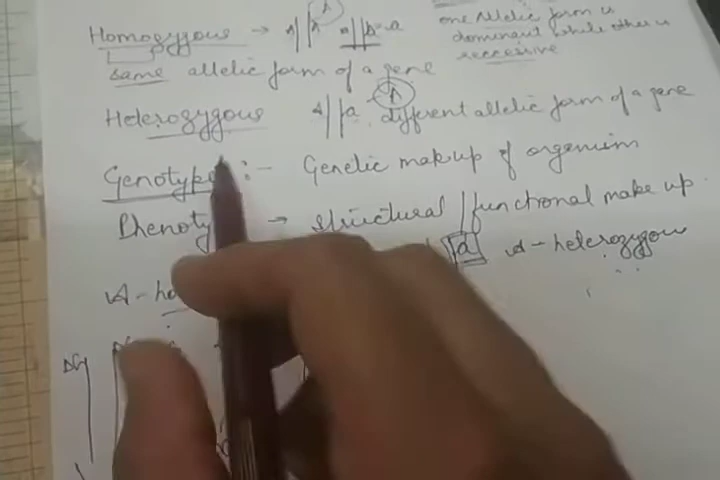 one allelic form is
dominant while other is
recessive
Homozygous → A||A a||a a
same allelic form of a gene
Heterozygous A||a A different allelic form of a gene
Genotype :- Genetic makeup of organism
Phenoty → structural / functional make up
A - ho a A - heterozygous